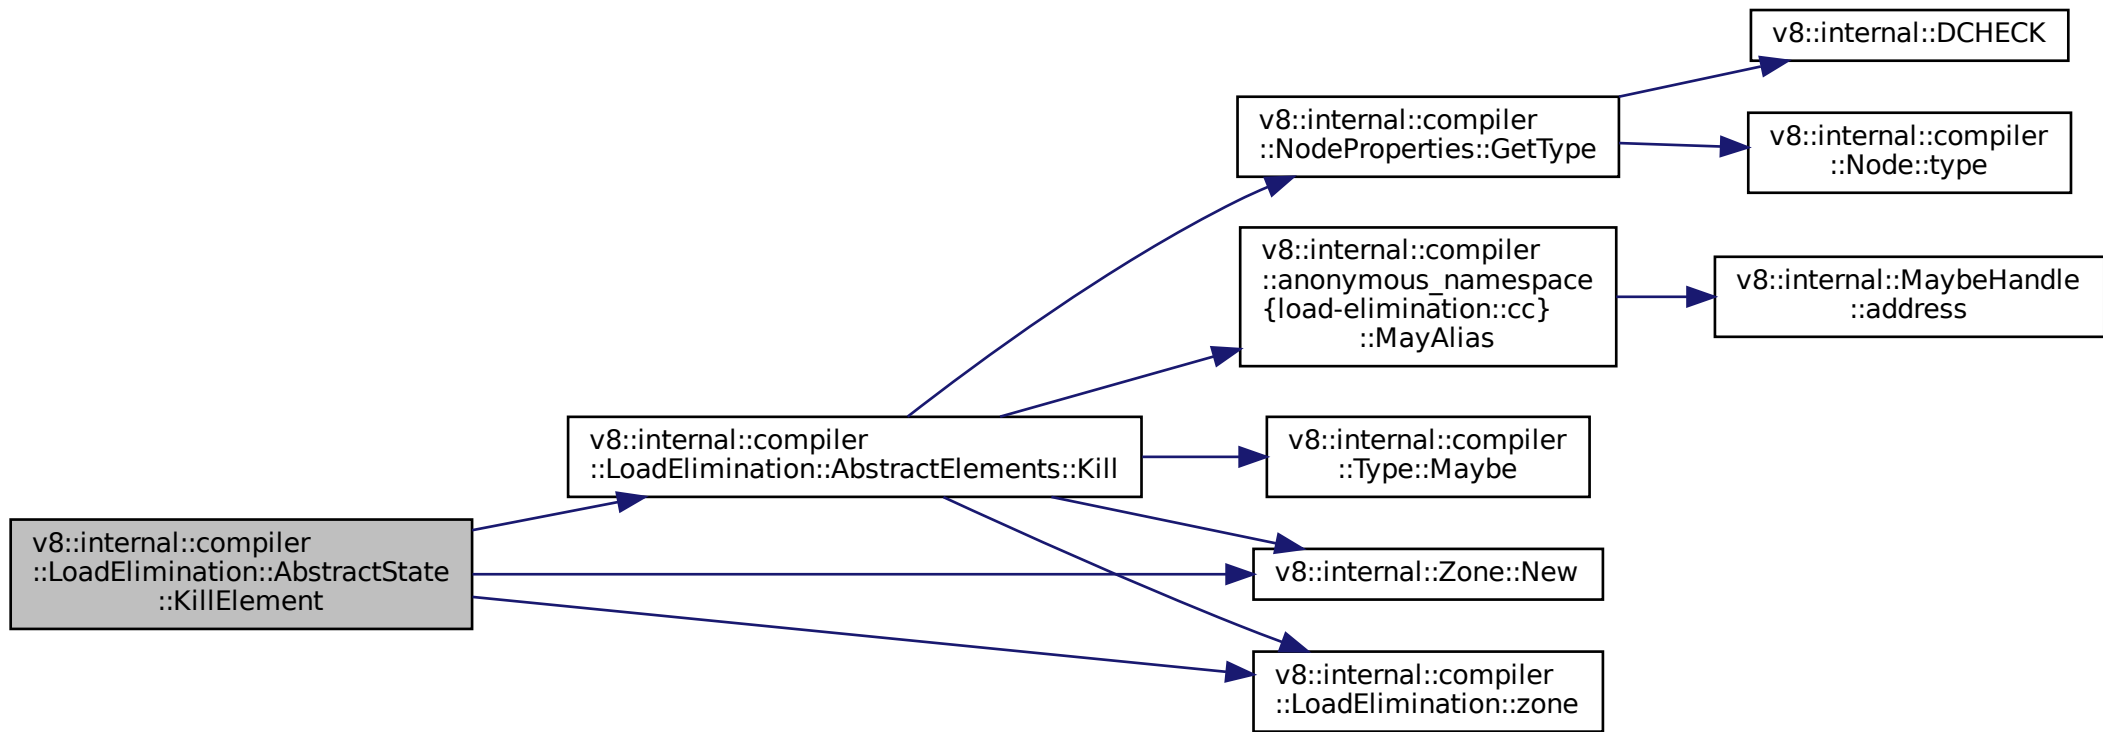 v8::internal::DCHECK
v8::internal::compiler
::NodeProperties::GetType
v8::internal::compiler
::Node::type
v8::internal::compiler
::anonymous_namespace
{load-elimination::cc}
::MayAlias
v8::internal::MaybeHandle
::address
v8::internal::compiler
::LoadElimination::AbstractElements::Kill
v8::internal::compiler
::Type::Maybe
v8::internal::compiler
::LoadElimination::AbstractState
::KillElement
v8::internal::Zone::New
v8::internal::compiler
::LoadElimination::zone